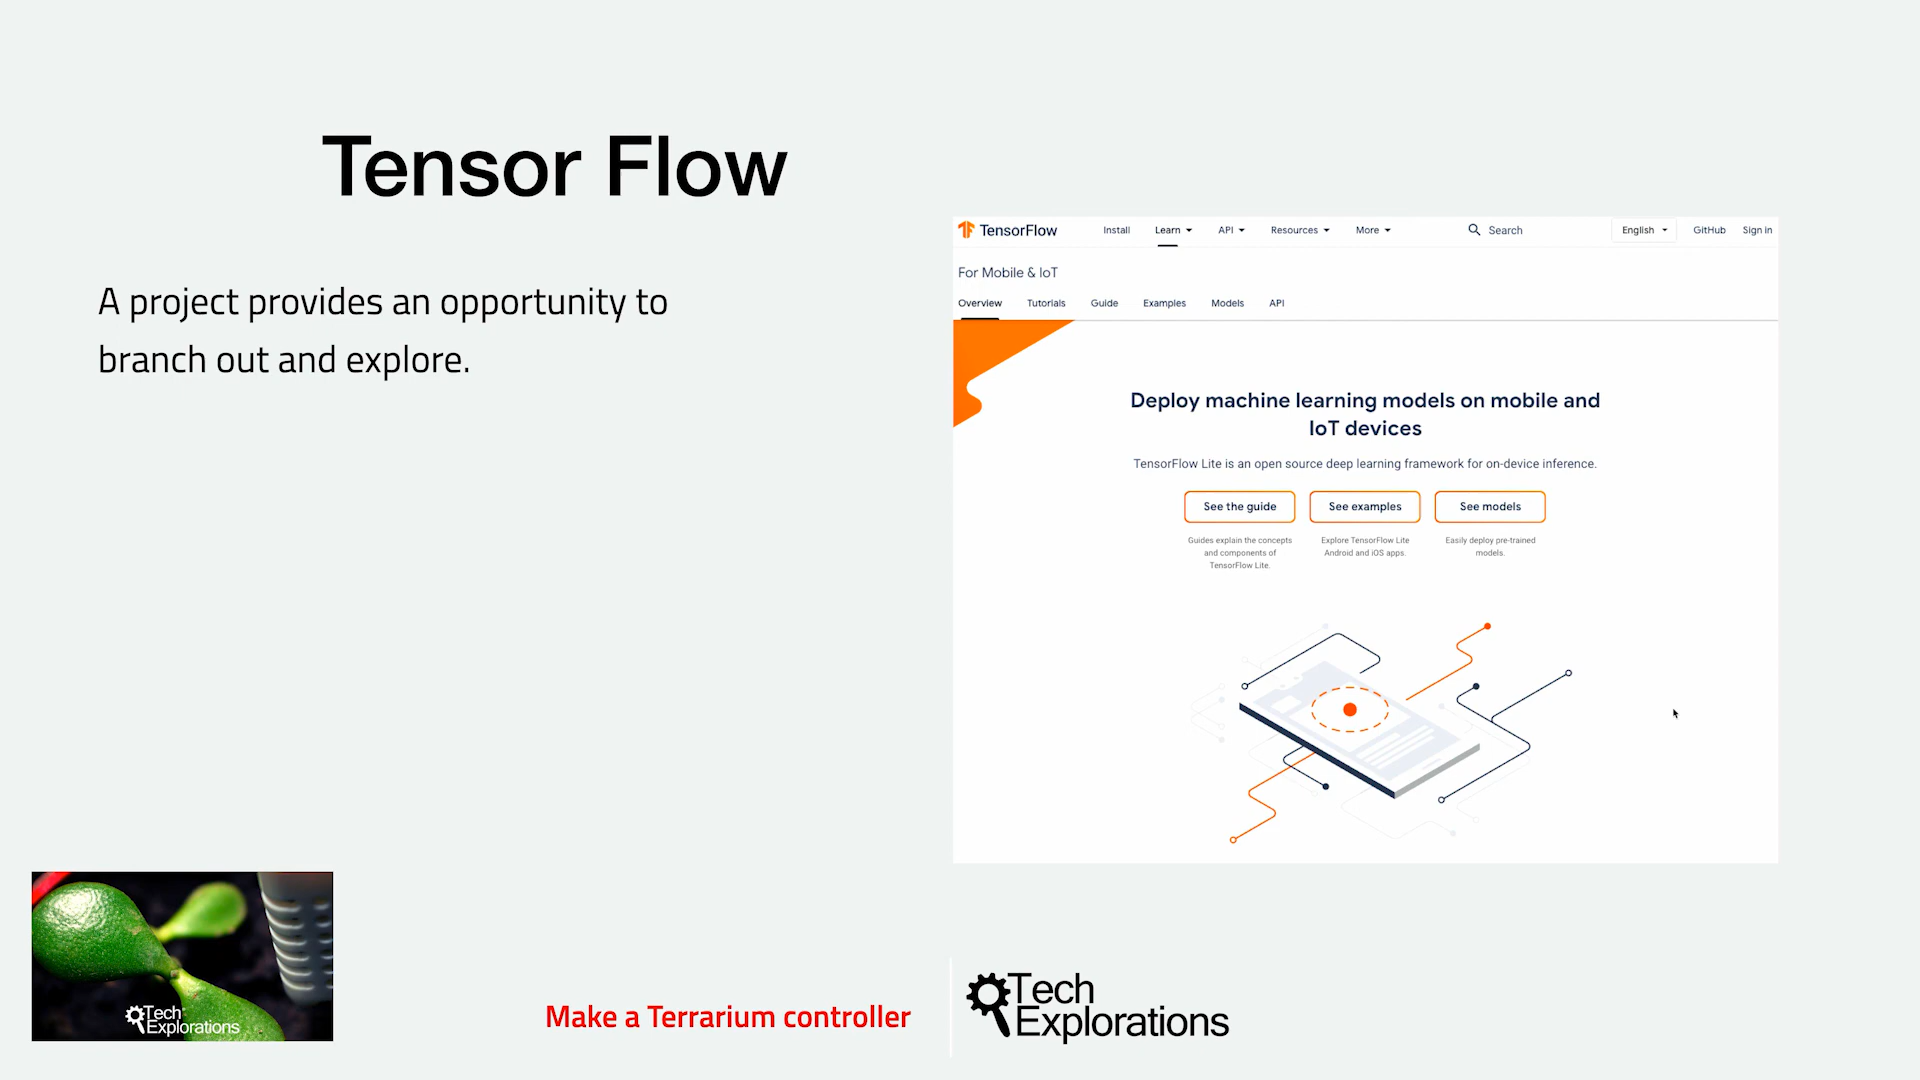 Tensor Flow
A project provides an opportunity to
branch out and explore.
TensorFlow Install Learn API Resources More Search English GitHub Sign in
For Mobile & IoT
Overview Tutorials Guide Examples Models API
Deploy machine learning models on mobile and
IoT devices
TensorFlow Lite is an open source deep learning framework for on-device inference.
See the guide See examples See models
Guides explain the concepts
and components of
TensorFlow Lite.
Explore TensorFlow Lite
Android and iOS apps.
Easily deploy pre-trained
models.
Tech
Explorations
Make a Terrarium controller
Tech
Explorations